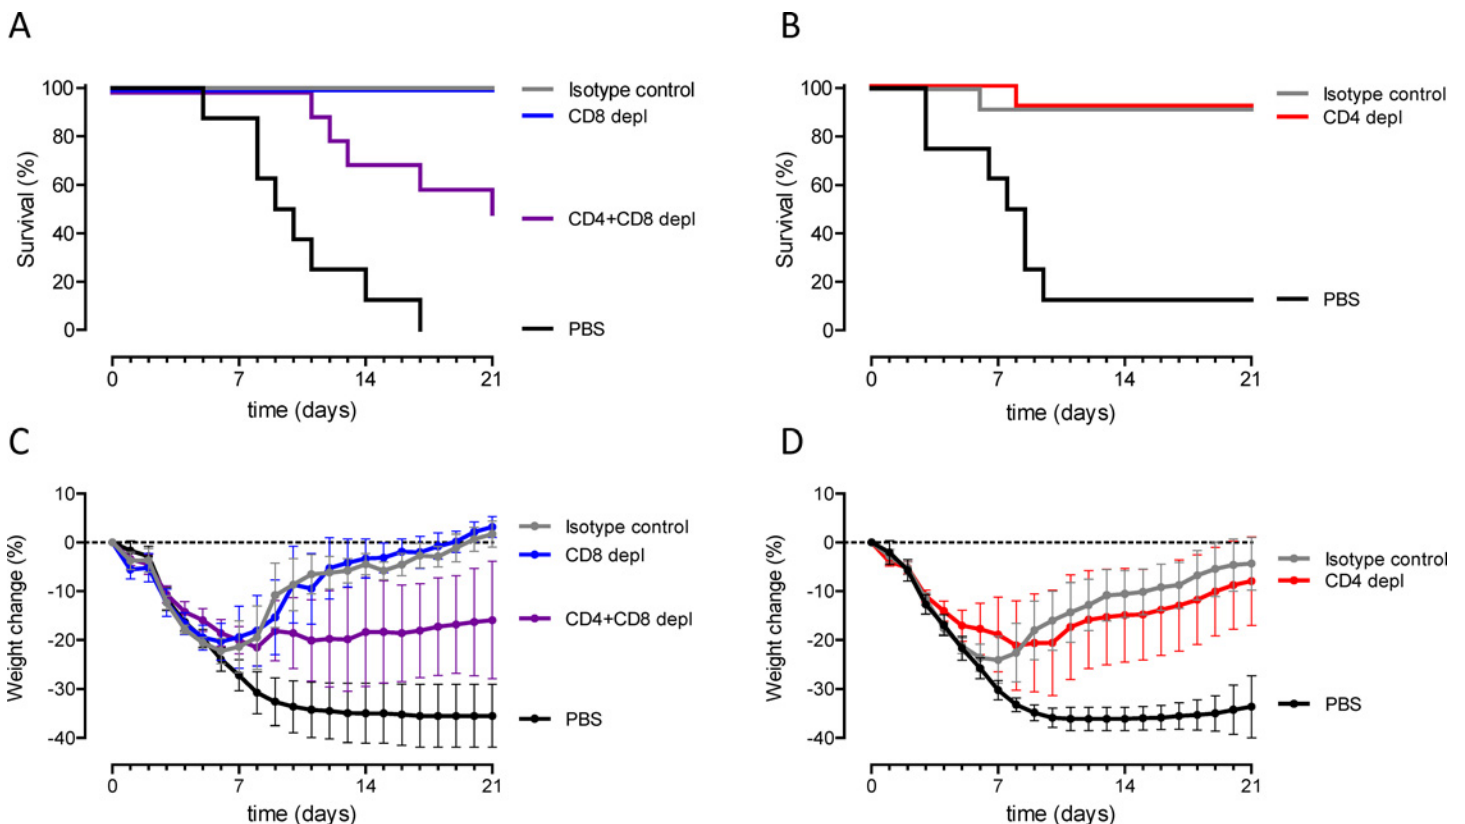 A
Survival (%)
100
80
60
40
20
0
0
7
14
21
time (days)
Isotype control
CD8 depl
CD4+CD8 depl
PBS
B
Survival (%)
100
80
60
40
20
0
0
7
14
21
time (days)
Isotype control
CD4 depl
PBS
C
Weight change (%)
10
0
-10
-20
-30
-40
0
7
14
21
time (days)
Isotype control
CD8 depl
CD4+CD8 depl
PBS
D
Weight change (%)
10
0
-10
-20
-30
-40
0
7
14
21
time (days)
Isotype control
CD4 depl
PBS